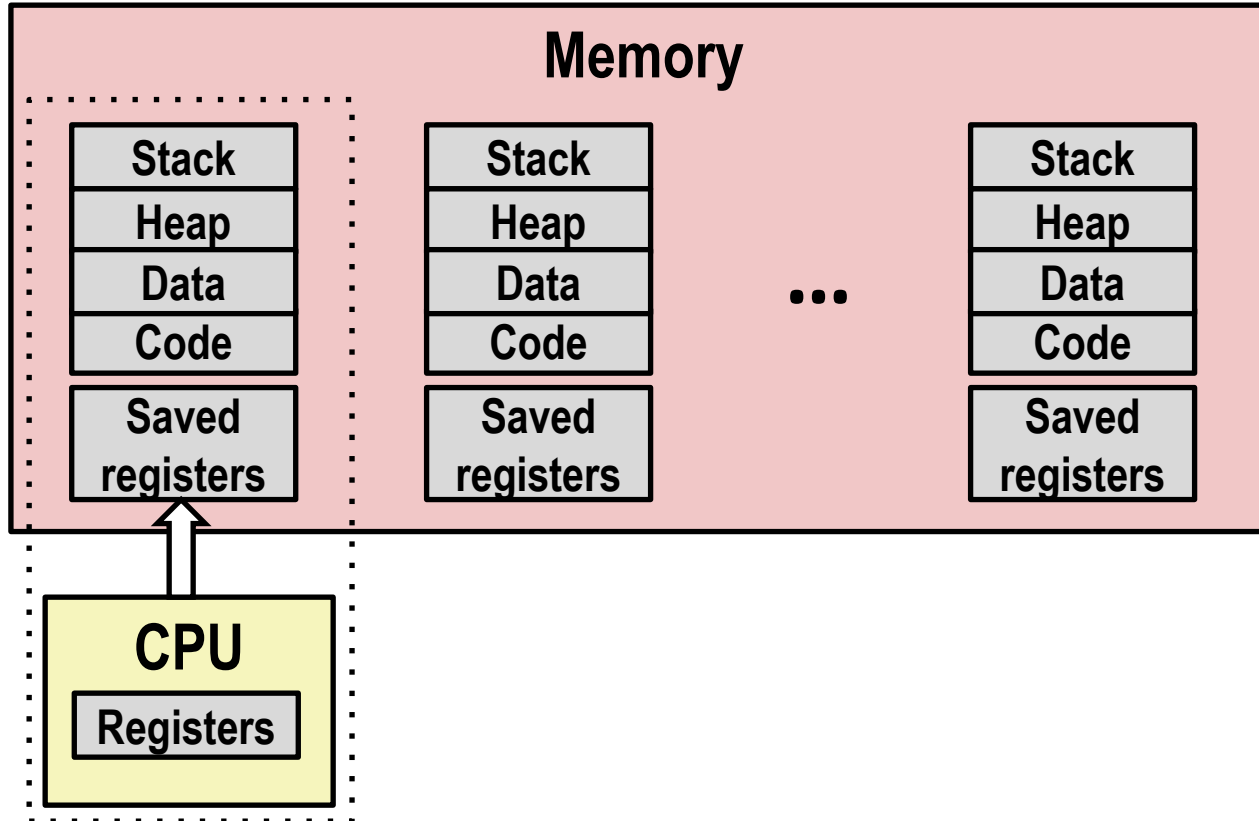 Memory
Stack
Heap
Data
Code
Saved
registers
Stack
Heap
Data
Code
Saved
registers
...
Stack
Heap
Data
Code
Saved
registers
CPU
Registers